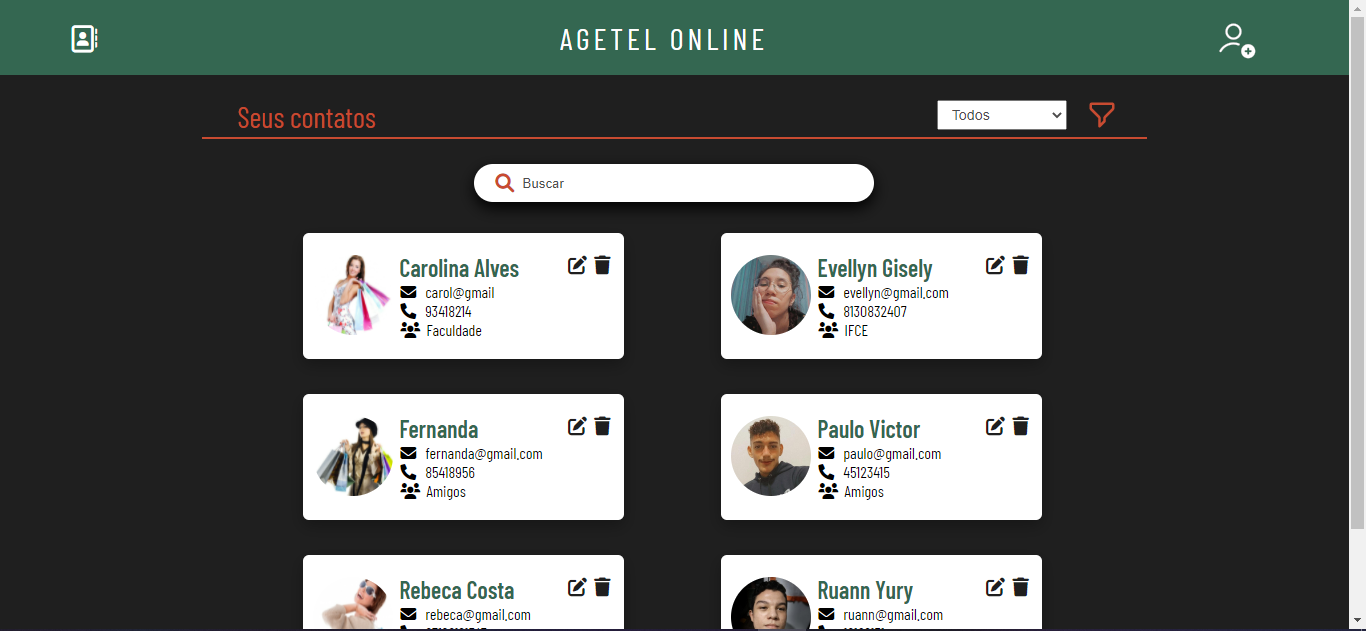 AGETEL ONLINE
Seus contatos
Todos
Buscar
Carolina Alves
carol@gmail
93418214
Faculdade
Evellyn Gisely
evellyn@gmail.com
8130832407
IFCE
Fernanda
fernanda@gmail.com
85418956
Amigos
Paulo Victor
paulo@gmail.com
45123415
Amigos
Rebeca Costa
rebeca@gmail.com
Ruann Yury
ruann@gmail.com